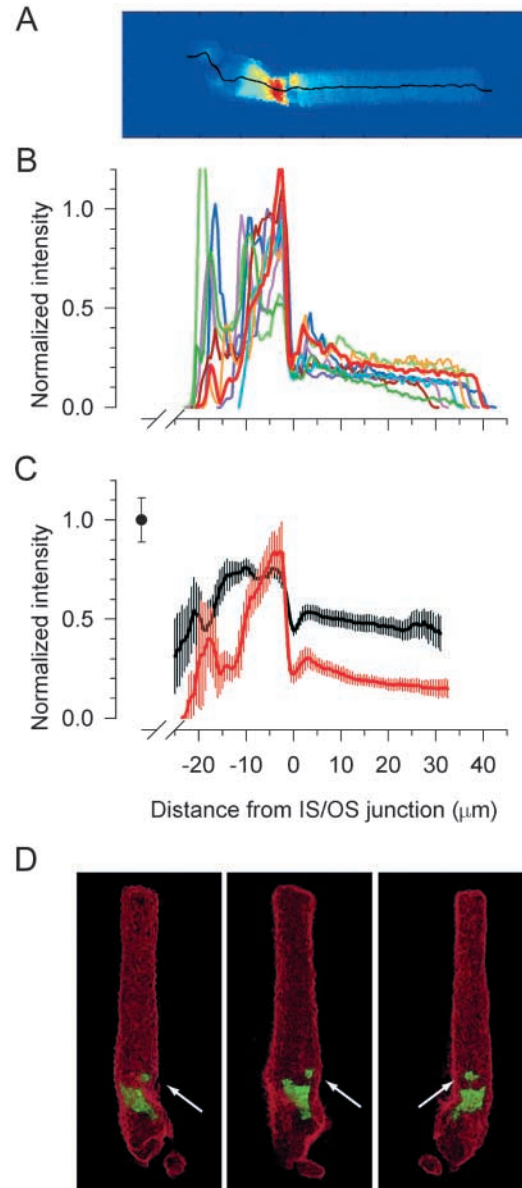 A
B
Normalized intensity
1.0
0.5
0.0
C
Normalized intensity
1.0
0.5
0.0
-20 -10 0 10 20 30 40
Distance from IS/OS junction (μm)
D